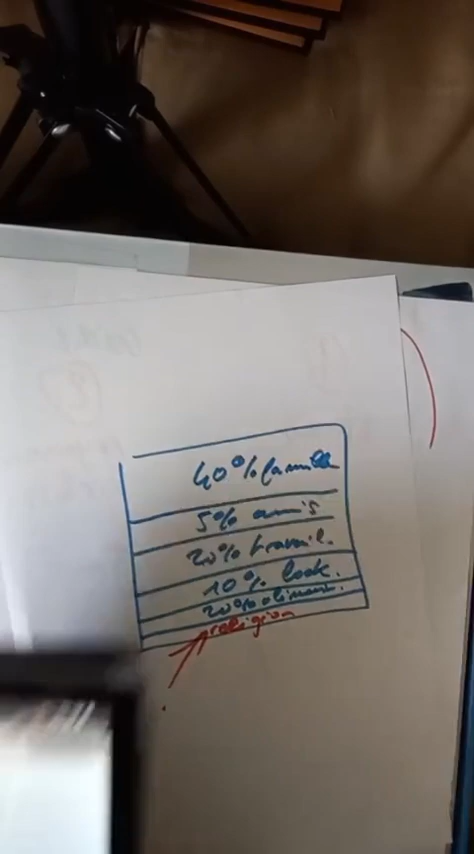 40% famille
5% amis
20% travail.
10% look.
20% aliment.
religion